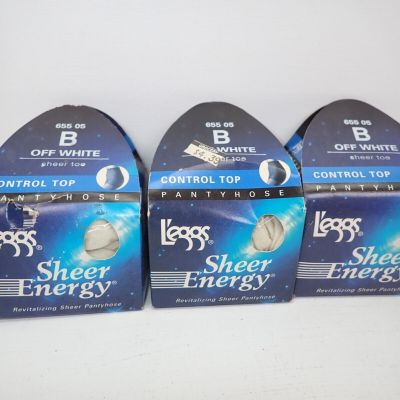 655 05
B
OFF WHITE
sheer toe
CONTROL TOP
PANTYHOSE
L'eggs®
Sheer
Energy®
Revitalizing Sheer Pantyhose
655 05
B
WHITE
toe
CONTROL TOP
PANTYHOSE
L'eggs®
Sheer
Energy®
Revitalizing Sheer Pantyhose
655 05
B
OFF WHITE
sheer toe
CONTROL TOP
PANTYHOSE
L'eggs®
Sheer
Energy®
Revitalizing Sheer Pantyhose